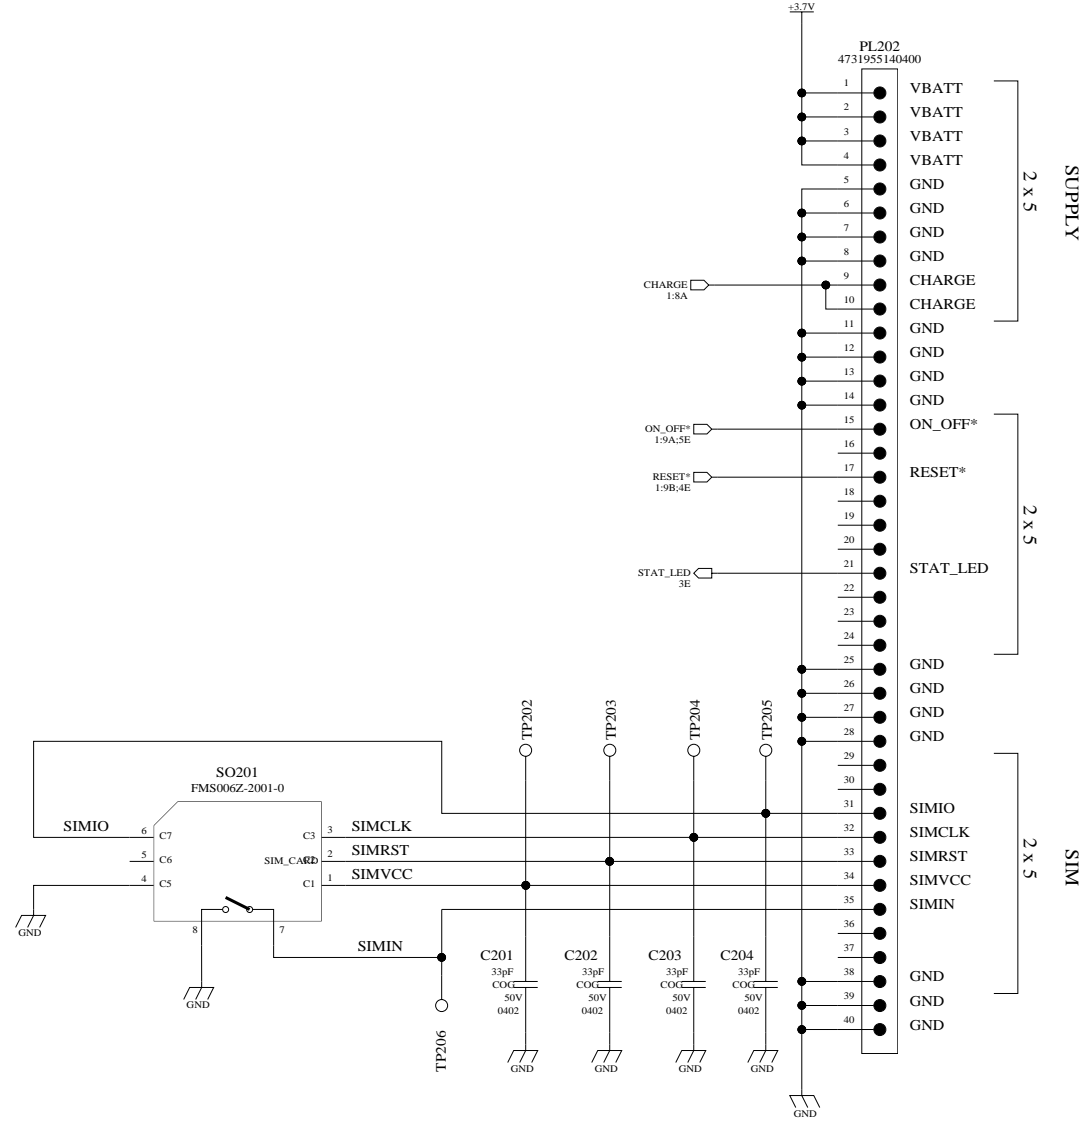 +3.7V
PL202
4731955140400
1 VBATT
2 VBATT
3 VBATT
4 VBATT
5 GND
6 GND
7 GND
8 GND
9 CHARGE
10 CHARGE
11 GND
12 GND
13 GND
14 GND
15 ON_OFF*
16
17 RESET*
18
19
20
21 STAT_LED
22
23
24
25 GND
26 GND
27 GND
28 GND
29
30
31 SIMIO
32 SIMCLK
33 SIMRST
34 SIMVCC
35 SIMIN
36
37
38 GND
39 GND
40 GND
2 x 5
SUPPLY
2 x 5
2 x 5
SIM
CHARGE
1:8A
ON_OFF*
1:9A;5E
RESET*
1:9B;4E
STAT_LED
3E
TP202
TP203
TP204
TP205
SO201
FMS006Z-2001-0
SIMIO 6 C7
5 C6
4 C5
C3 3 SIMCLK
SIM_CARD C2 2 SIMRST
C1 1 SIMVCC
8
7
SIMIN
GND
GND
TP206
C201
33pF
COG
50V
0402
GND
C202
33pF
COG
50V
0402
GND
C203
33pF
COG
50V
0402
GND
C204
33pF
COG
50V
0402
GND
GND